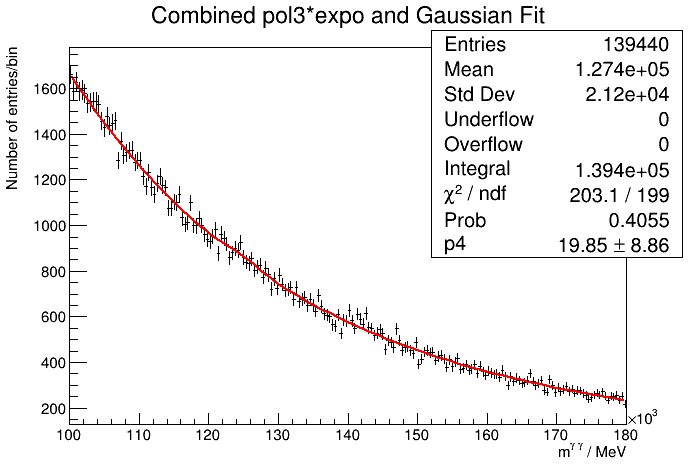 Combined pol3*expo and Gaussian Fit
Entries 139440
Mean 1.274e+05
Std Dev 2.12e+04
Underflow 0
Overflow 0
Integral 1.394e+05
χ² / ndf 203.1 / 199
Prob 0.4055
p4 19.85 ± 8.86
Number of entries/bin
1600
1400
1200
1000
800
600
400
200
100 110 120 130 140 150 160 170 180
×10³
m^γγ / MeV